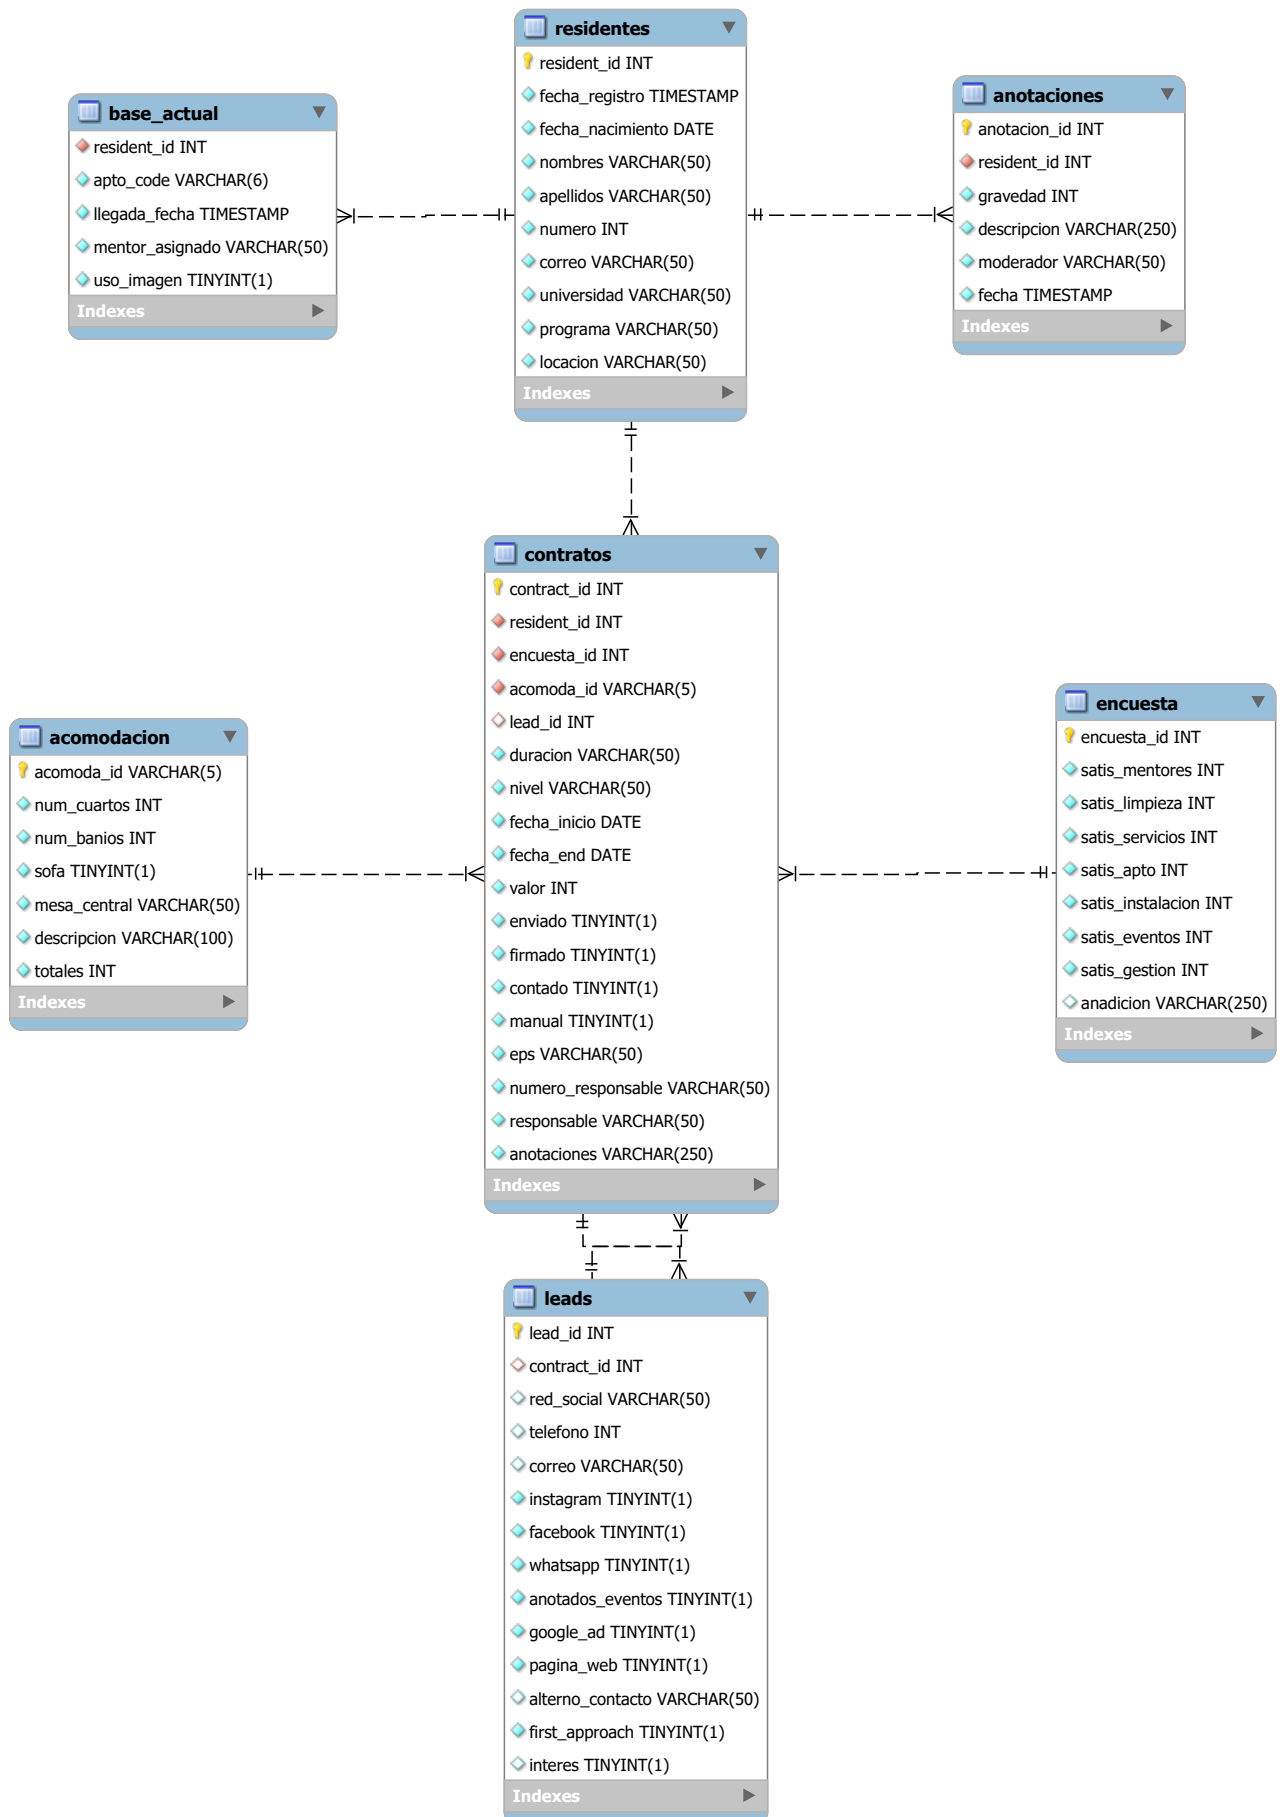 residentes
resident_id INT
fecha_registro TIMESTAMP
fecha_nacimiento DATE
nombres VARCHAR(50)
apellidos VARCHAR(50)
numero INT
correo VARCHAR(50)
universidad VARCHAR(50)
programa VARCHAR(50)
locacion VARCHAR(50)
Indexes
base_actual
resident_id INT
apto_code VARCHAR(6)
llegada_fecha TIMESTAMP
mentor_asignado VARCHAR(50)
uso_imagen TINYINT(1)
Indexes
anotaciones
anotacion_id INT
resident_id INT
gravedad INT
descripcion VARCHAR(250)
moderador VARCHAR(50)
fecha TIMESTAMP
Indexes
contratos
contract_id INT
resident_id INT
encuesta_id INT
acomoda_id VARCHAR(5)
lead_id INT
duracion VARCHAR(50)
nivel VARCHAR(50)
fecha_inicio DATE
fecha_end DATE
valor INT
enviado TINYINT(1)
firmado TINYINT(1)
contado TINYINT(1)
manual TINYINT(1)
eps VARCHAR(50)
numero_responsable VARCHAR(50)
responsable VARCHAR(50)
anotaciones VARCHAR(250)
Indexes
acomodacion
acomoda_id VARCHAR(5)
num_cuartos INT
num_banios INT
sofa TINYINT(1)
mesa_central VARCHAR(50)
descripcion VARCHAR(100)
totales INT
Indexes
encuesta
encuesta_id INT
satis_mentores INT
satis_limpieza INT
satis_servicios INT
satis_apto INT
satis_instalacion INT
satis_eventos INT
satis_gestion INT
anadicion VARCHAR(250)
Indexes
leads
lead_id INT
contract_id INT
red_social VARCHAR(50)
telefono INT
correo VARCHAR(50)
instagram TINYINT(1)
facebook TINYINT(1)
whatsapp TINYINT(1)
anotados_eventos TINYINT(1)
google_ad TINYINT(1)
pagina_web TINYINT(1)
alterno_contacto VARCHAR(50)
first_approach TINYINT(1)
interes TINYINT(1)
Indexes